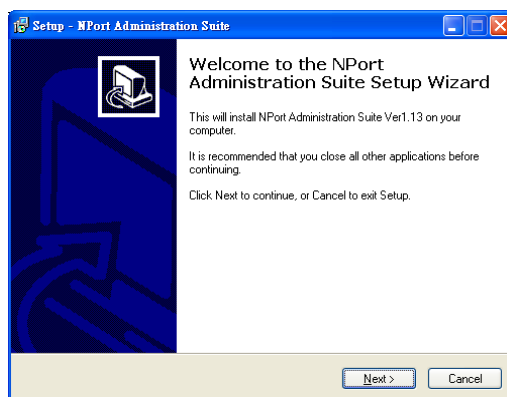 Setup - NPort Administration Suite
Welcome to the NPort
Administration Suite Setup Wizard
This will install NPort Administration Suite Ver1.13 on your
computer.
It is recommended that you close all other applications before
continuing.
Click Next to continue, or Cancel to exit Setup.
Next >
Cancel